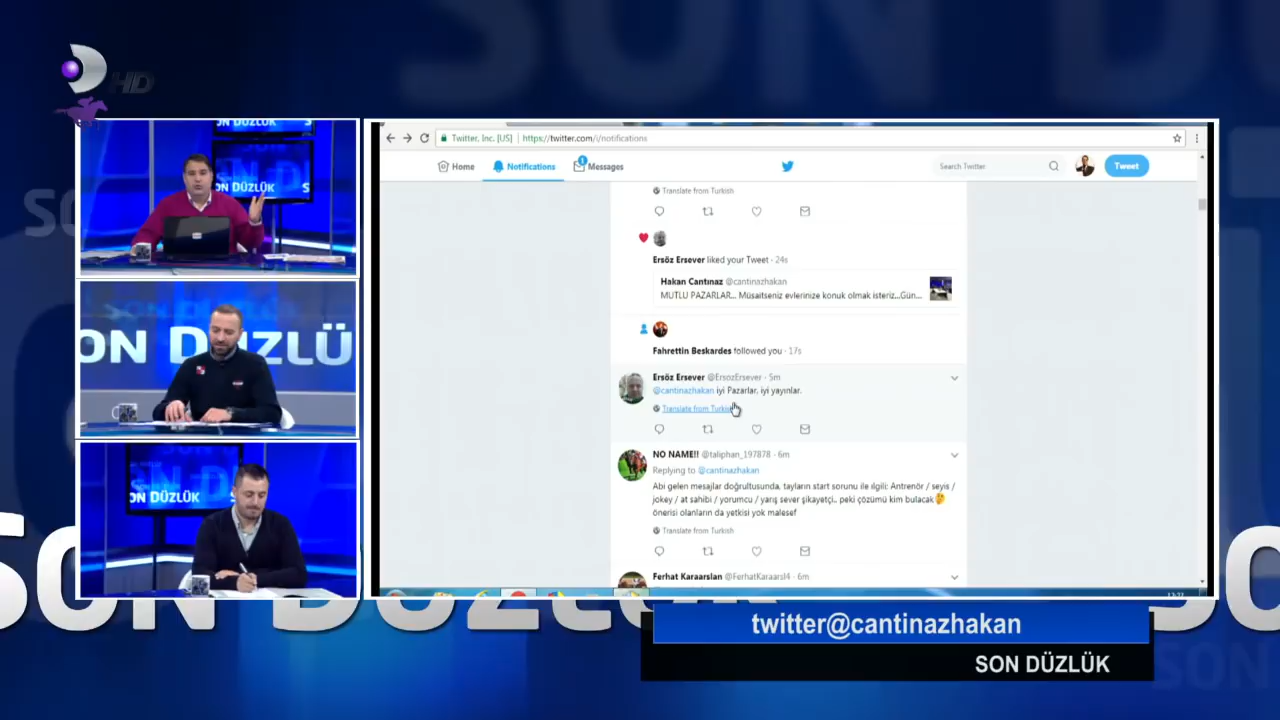 HD
SON DÜZLÜK
ON DÜZLÜK
ON DÜZLÜ
SON DÜZLÜK
ON DÜZLÜK
Twitter, Inc. [US] https://twitter.com/i/notifications
Home Notifications 1 Messages Search Twitter Tweet
Translate from Turkish
Ersöz Ersever liked your Tweet · 24s
Hakan Cantınaz @cantinazhakan
MUTLU PAZARLAR... Müsaitseniz evlerinize konuk olmak isteriz...Gün...
Fahrettin Beskardes followed you · 17s
Ersöz Ersever @ErsozErsever · 5m
@cantinazhakan iyi Pazarlar, iyi yayınlar.
Translate from Turkish
NO NAME!! @taliphan_197878 · 6m
Replying to @cantinazhakan
Abi gelen mesajlar doğrultusunda, tayların start sorunu ile ilgili: Antrenör / seyis /
jokey / at sahibi / yorumcu / yarış sever şikayetçi.. peki çözümü kim bulacak🤔
önerisi olanların da yetkisi yok malesef
Translate from Turkish
Ferhat Karaarslan @FerhatKaraarsl4 · 6m
twitter@cantinazhakan
SON DÜZLÜK